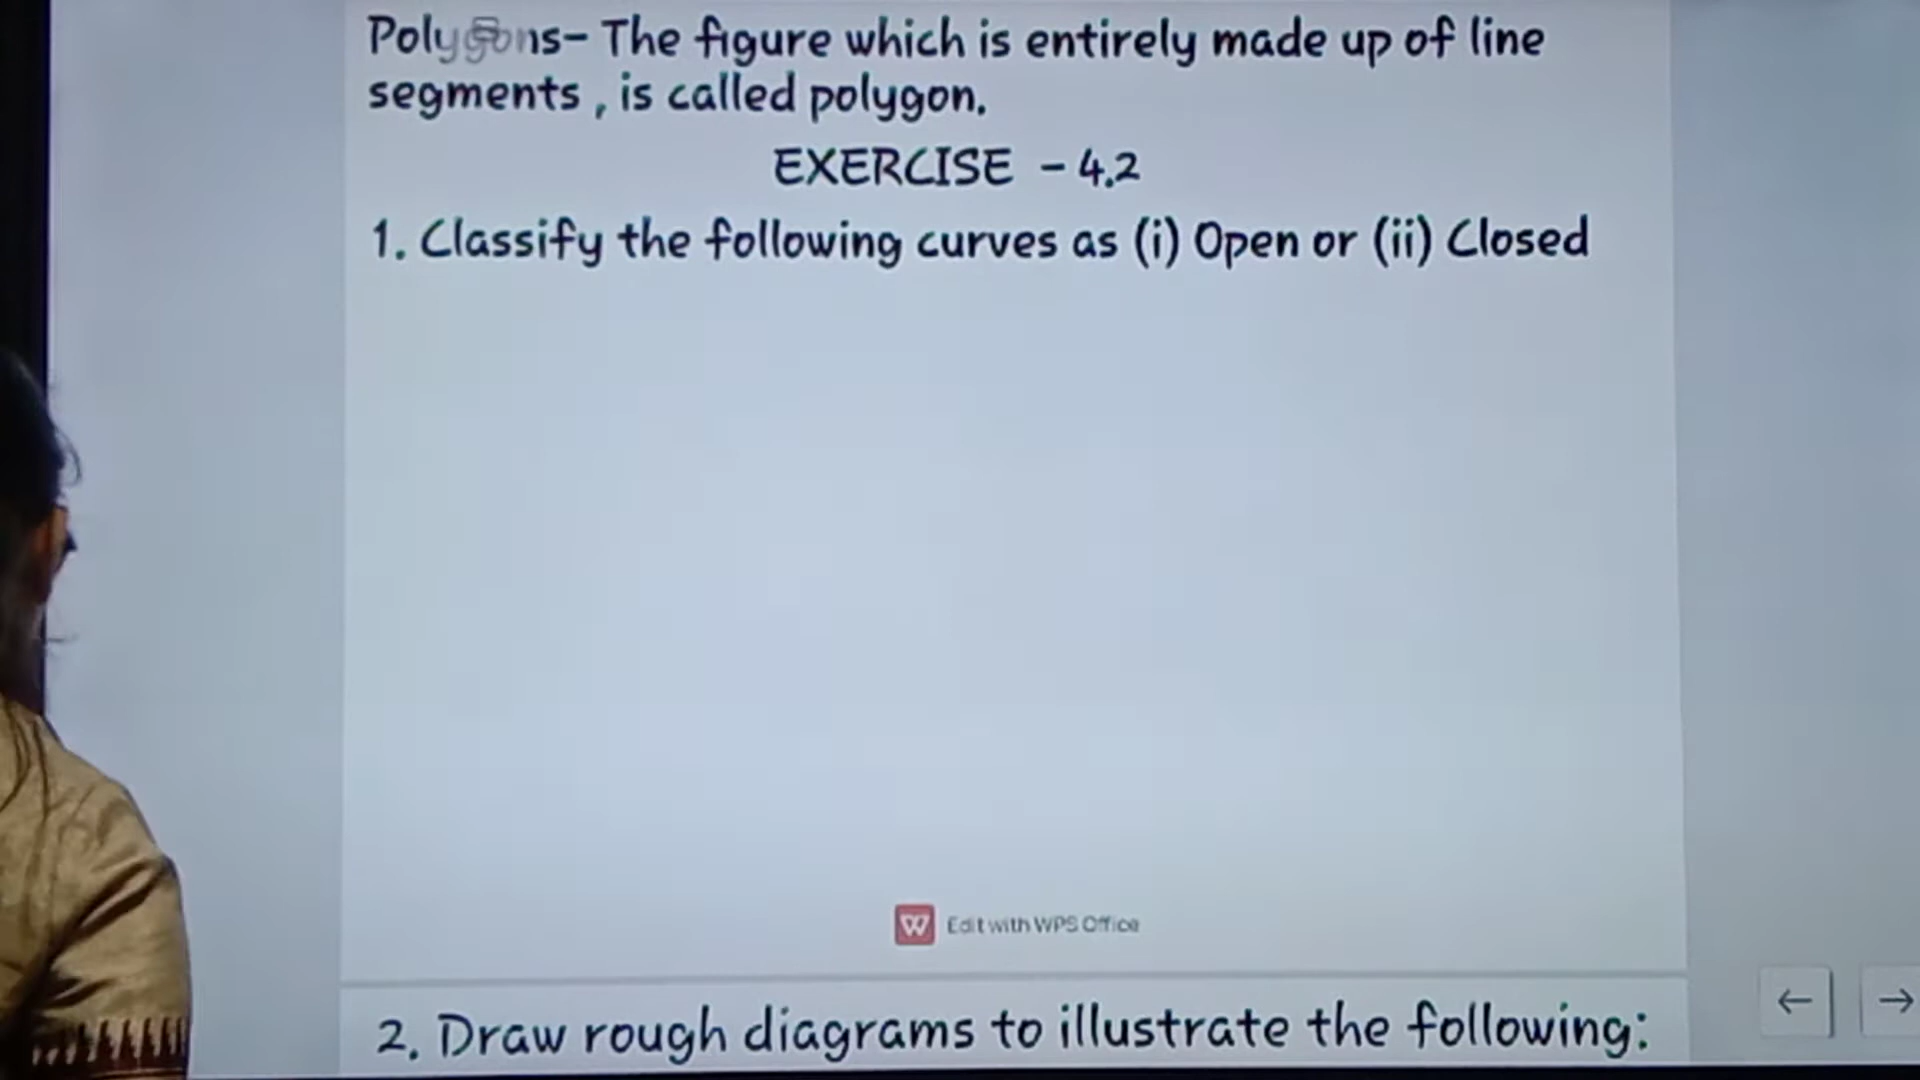 Polygons- The figure which is entirely made up of line
segments , is called polygon.
EXERCISE - 4.2
1. Classify the following curves as (i) Open or (ii) Closed
Edit with WPS Office
2. Draw rough diagrams to illustrate the following: